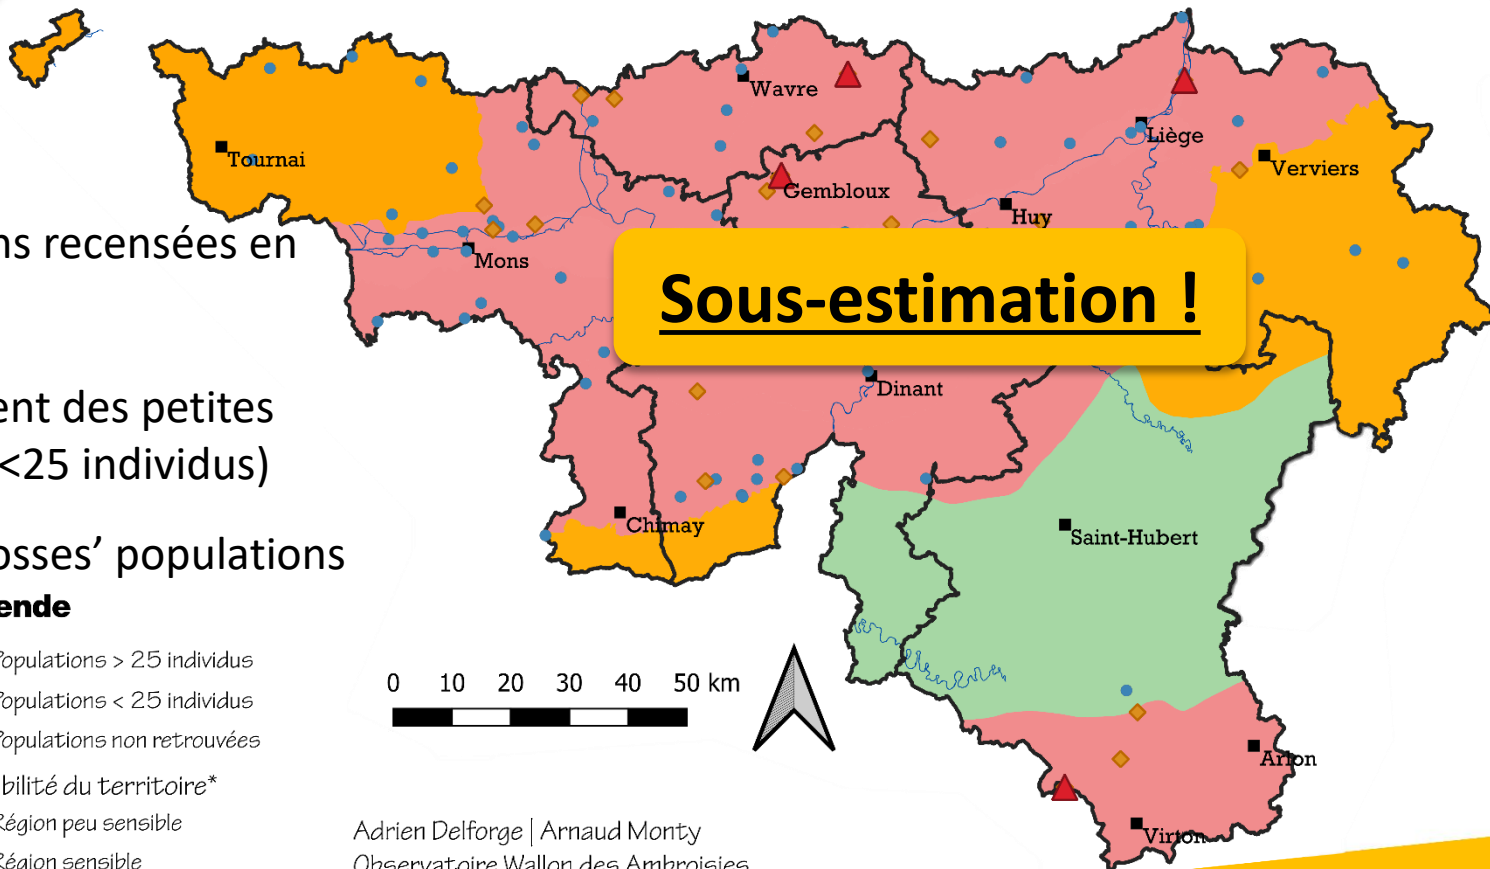 Wavre
Liège
Tournai
Verviers
Gembloux
Huy
ns recensées en
Mons
Sous-estimation !
Dinant
ent des petites
<25 individus)
Chimay
Saint-Hubert
osses’ populations
ende
Populations > 25 individus
Populations < 25 individus
Populations non retrouvées
0 10 20 30 40 50 km
Arlon
bilité du territoire*
Région peu sensible
Région sensible
Adrien Delforge | Arnaud Monty
Observatoire Wallon des Ambroisies
Virton